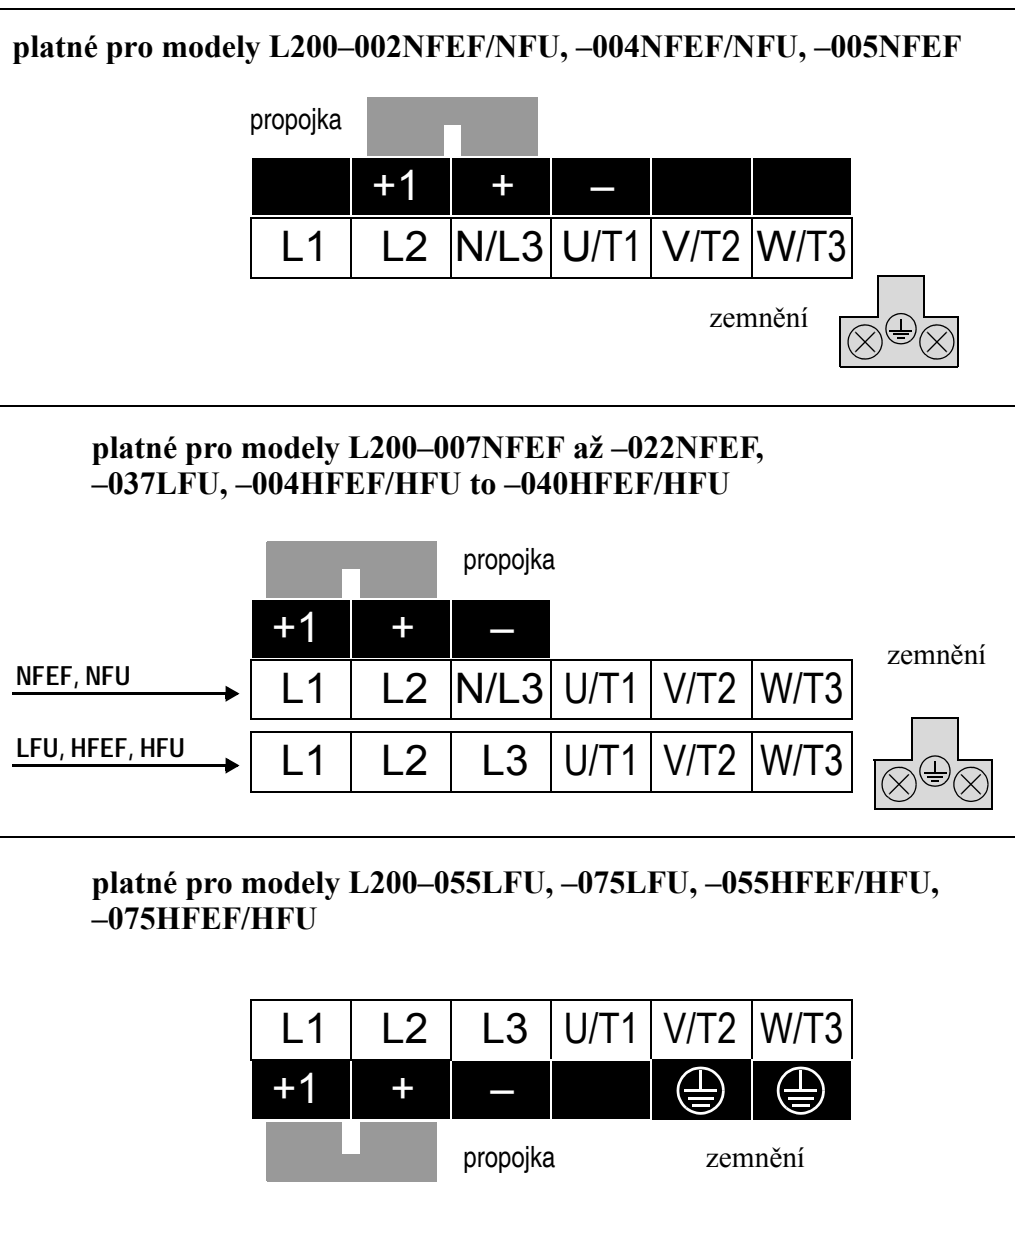 platné pro modely L200–002NFEF/NFU, –004NFEF/NFU, –005NFEF
propojka
+1 + –
L1 L2 N/L3 U/T1 V/T2 W/T3
zemnění
platné pro modely L200–007NFEF až –022NFEF,
–037LFU, –004HFEF/HFU to –040HFEF/HFU
propojka
+1 + –
zemnění
NFEF, NFU L1 L2 N/L3 U/T1 V/T2 W/T3
LFU, HFEF, HFU L1 L2 L3 U/T1 V/T2 W/T3
platné pro modely L200–055LFU, –075LFU, –055HFEF/HFU,
–075HFEF/HFU
L1 L2 L3 U/T1 V/T2 W/T3
+1 + –
propojka zemnění